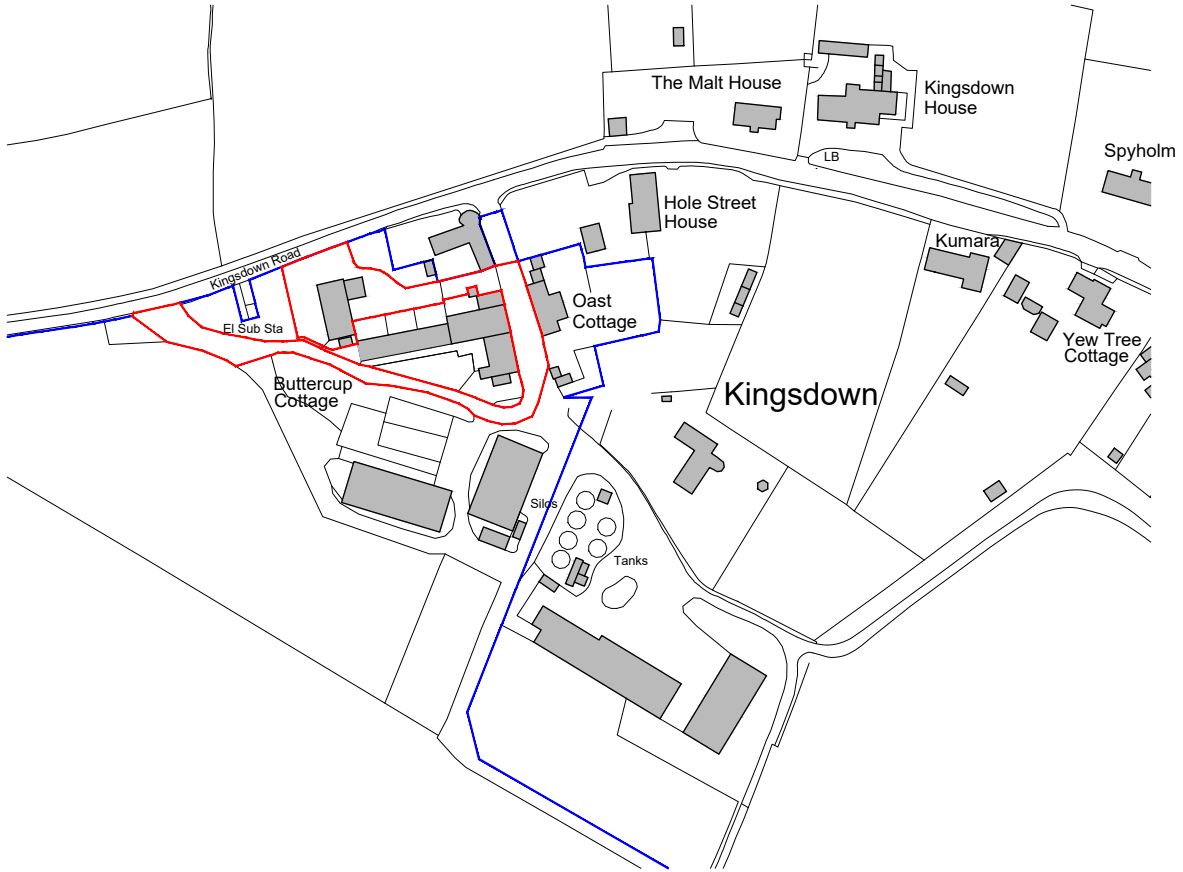 The Malt House
Kingsdown
House
LB
Spyholm
Hole Street
House
Kumara
Kingsdown Road
Oast
Cottage
El Sub Sta
Yew Tree
Cottage
Buttercup
Cottage
Kingsdown
Silos
Tanks